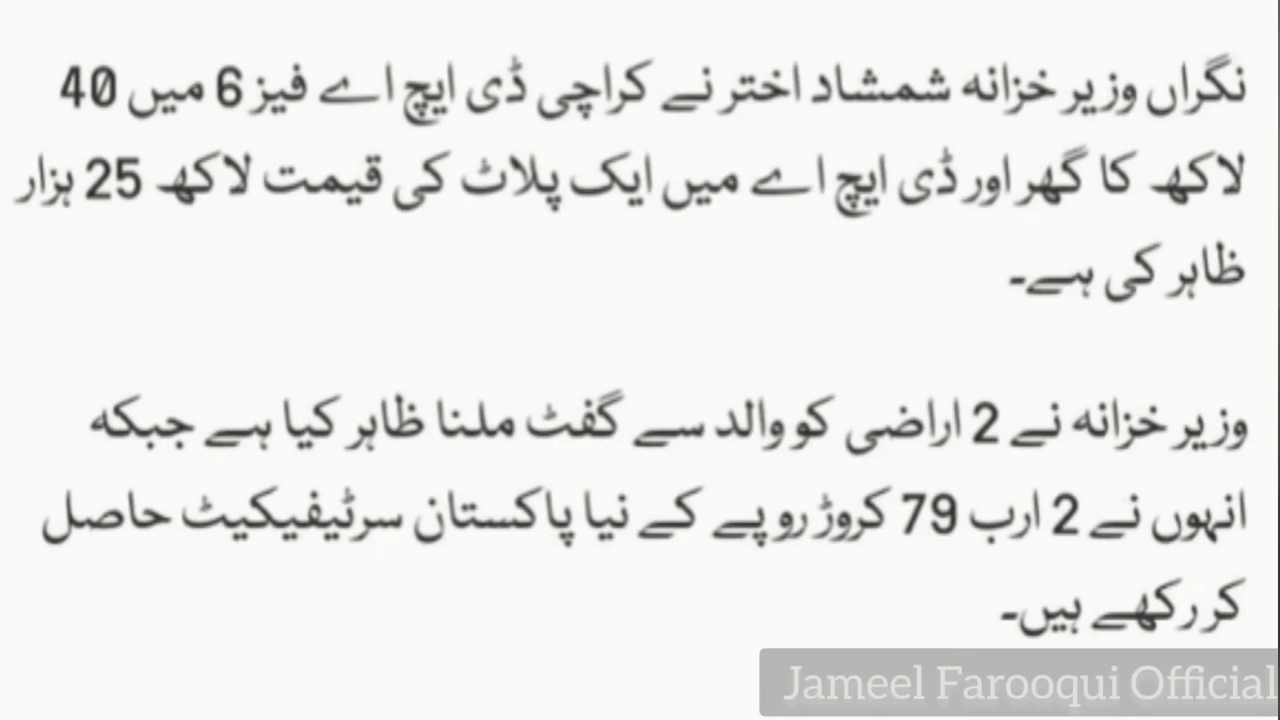 نگراں وزیر خزانہ شمشاد اختر نے کراچی ڈی ایچ اے فیز 6 میں 40
لاکھ کا گھر اور ڈی ایچ اے میں ایک پلاٹ کی قیمت لاکھ 25 ہزار
ظاہر کی ہے۔
وزیر خزانہ نے 2 اراضی کو والد سے گفٹ ملنا ظاہر کیا ہے جبکہ
انہوں نے 2 ارب 79 کروڑ روپے کے نیا پاکستان سرٹیفیکیٹ حاصل
کر رکھے ہیں۔
Jameel Farooqui Official